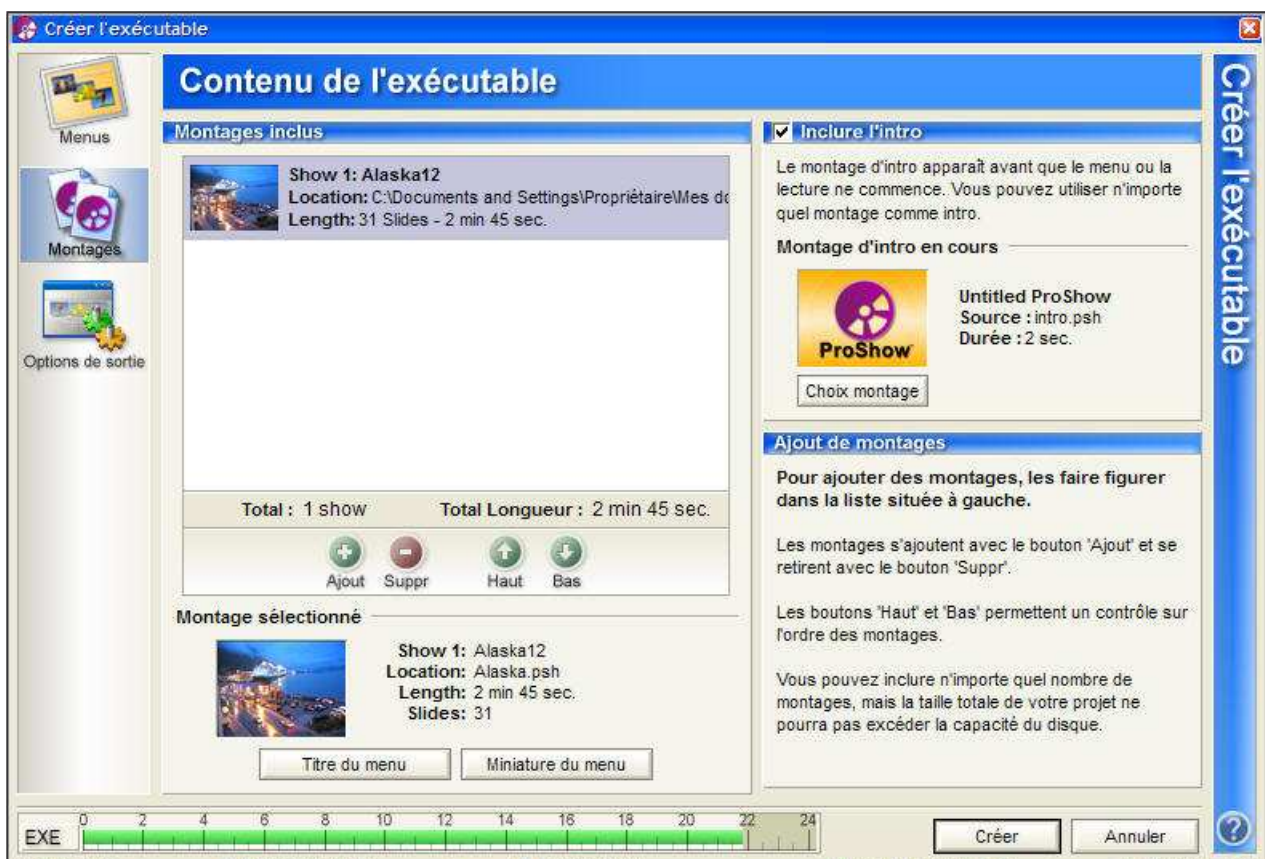 Créer l'exécutable
Menus
Montages
Options de sortie
Contenu de l'exécutable
Montages inclus
Show 1: Alaska12
Location: C:\Documents and Settings\Propriétaire\Mes do
Length: 31 Slides - 2 min 45 sec.
Total : 1 show Total Longueur : 2 min 45 sec.
Ajout Suppr Haut Bas
Montage sélectionné
Show 1: Alaska12
Location: Alaska.psh
Length: 2 min 45 sec.
Slides: 31
Titre du menu Miniature du menu
Inclure l'intro
Le montage d'intro apparaît avant que le menu ou la
lecture ne commence. Vous pouvez utiliser n'importe
quel montage comme intro.
Montage d'intro en cours
ProShow
Untitled ProShow
Source : intro.psh
Durée : 2 sec.
Choix montage
Ajout de montages
Pour ajouter des montages, les faire figurer
dans la liste située à gauche.
Les montages s'ajoutent avec le bouton 'Ajout' et se
retirent avec le bouton 'Suppr'.
Les boutons 'Haut' et 'Bas' permettent un contrôle sur
l'ordre des montages.
Vous pouvez inclure n'importe quel nombre de
montages, mais la taille totale de votre projet ne
pourra pas excéder la capacité du disque.
Créer l'exécutable
EXE 0 2 4 6 8 10 12 14 16 18 20 22 24
Créer Annuler
?